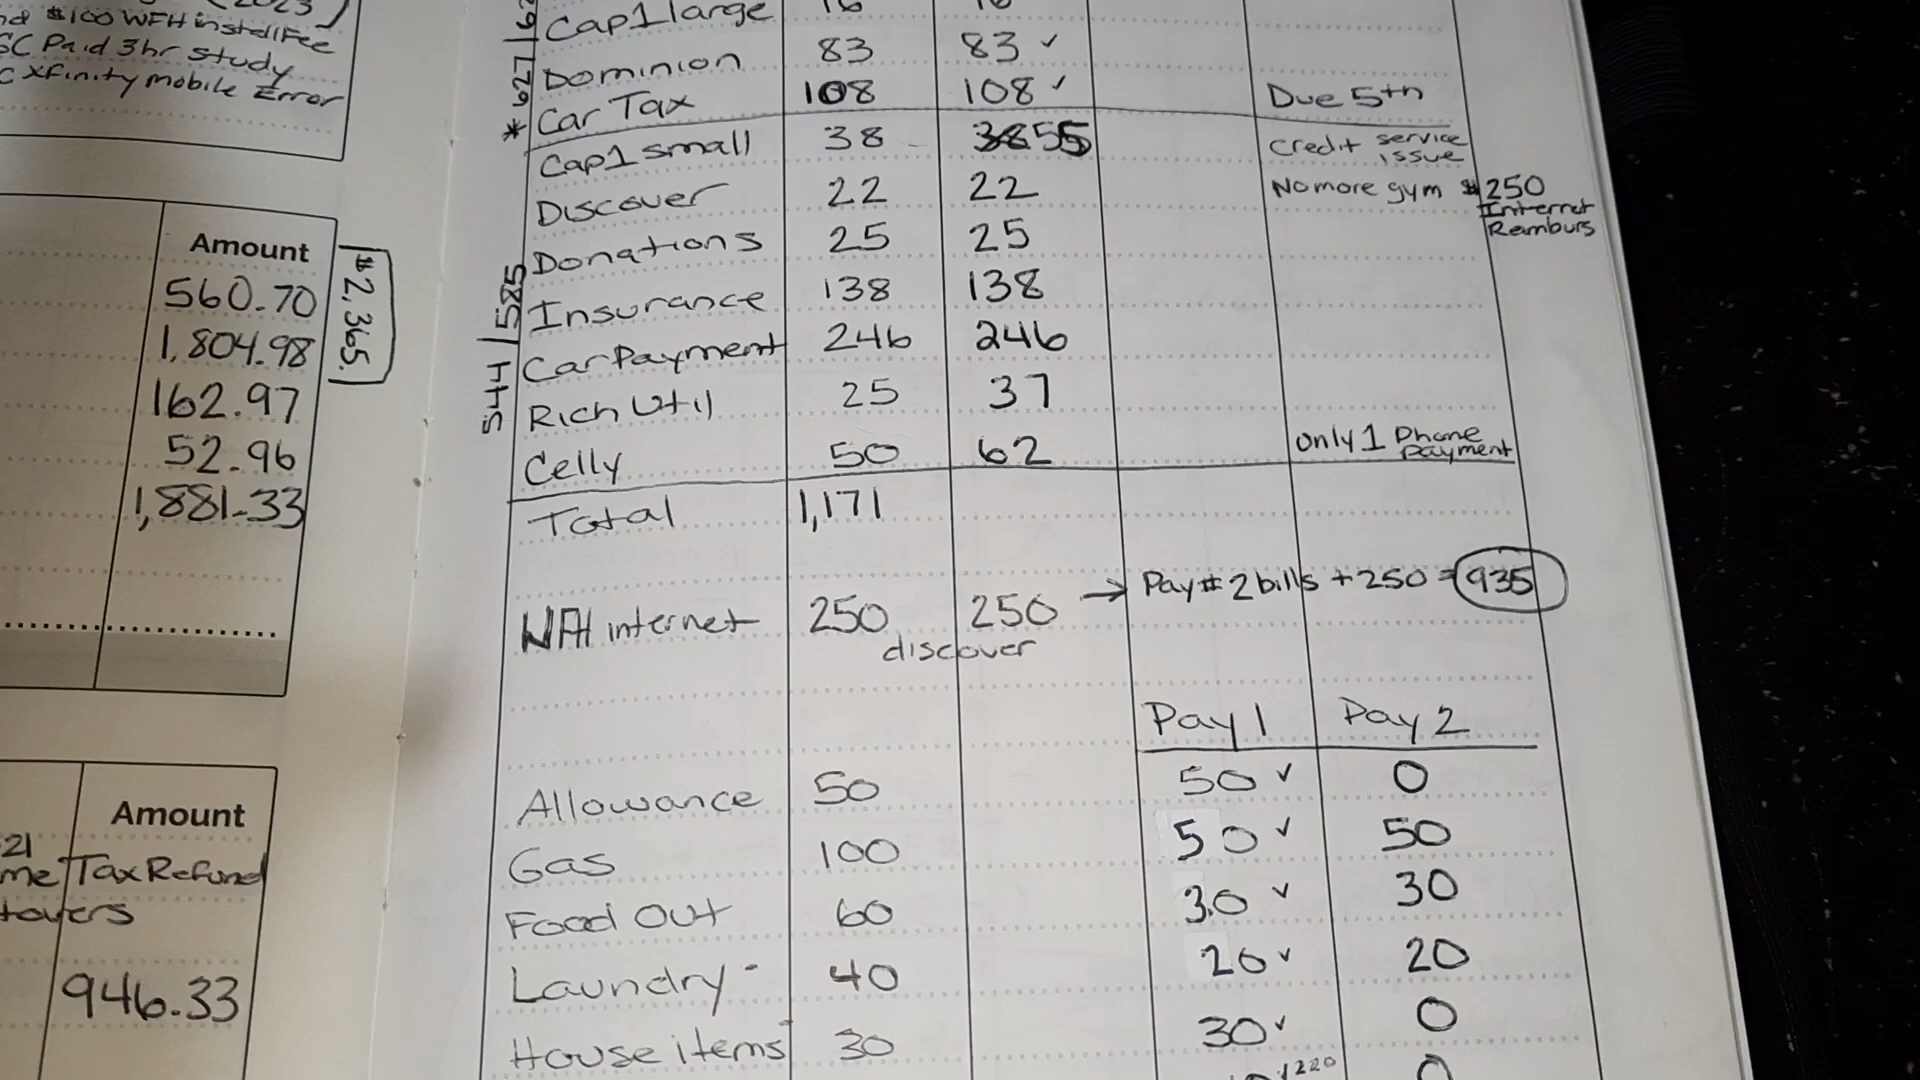 $100 WFH install Fee
Paid 3hr study
Xfinity mobile Error
Amount
560.70
1,804.98
162.97
52.96
1,881.33
$2,365.
Amount
21
Tax Refund
946.33
* 627/62
Cap1 large 16 16
Dominion 83 83 ✓
Car Tax 108 108 ✓ Due 5th
Cap1 small 38 38 55 credit service issue
Discover 22 22 No more gym $250
Internet
Reimburs
Donations 25 25
Insurance 138 138
Car Payment 246 246
Rich Util 25 37
Celly 50 62 only 1 Phone payment
544/585
Total 1,171
→ Pay # 2 bills + 250 = 935
WFH internet 250 250
discover
Pay 1 Pay 2
Allowance 50 50 ✓ 0
Gas 100 50 ✓ 50
Food Out 60 30 ✓ 30
Laundry 40 20 ✓ 20
House items 30 30 ✓ 0
220